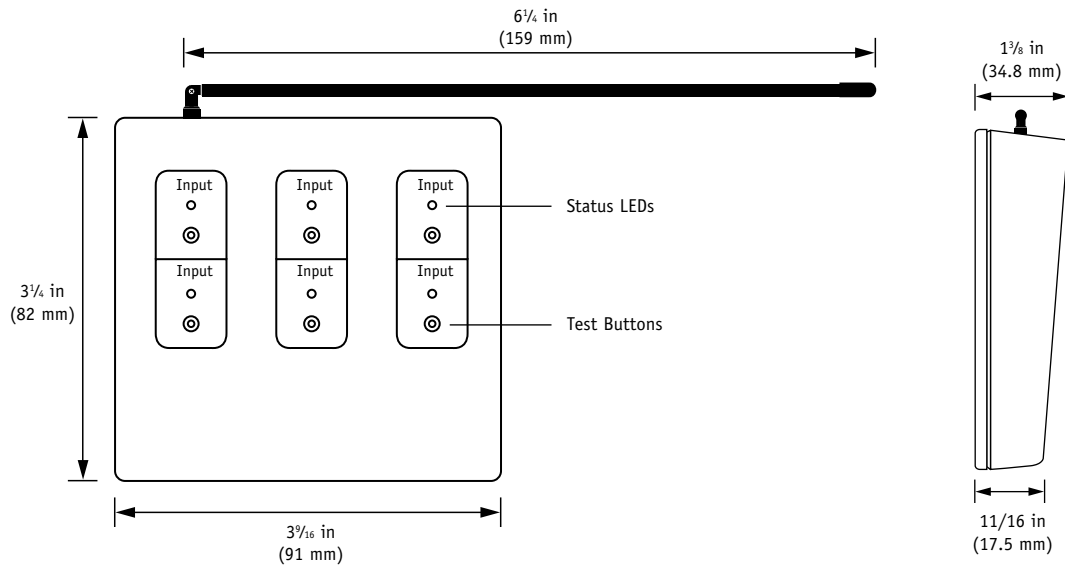 6¼ in
(159 mm)
1⅜ in
(34.8 mm)
Input
Input
Input
Status LEDs
Input
Input
Input
3¼ in
(82 mm)
Test Buttons
3⁹⁄₁₆ in
(91 mm)
11/16 in
(17.5 mm)